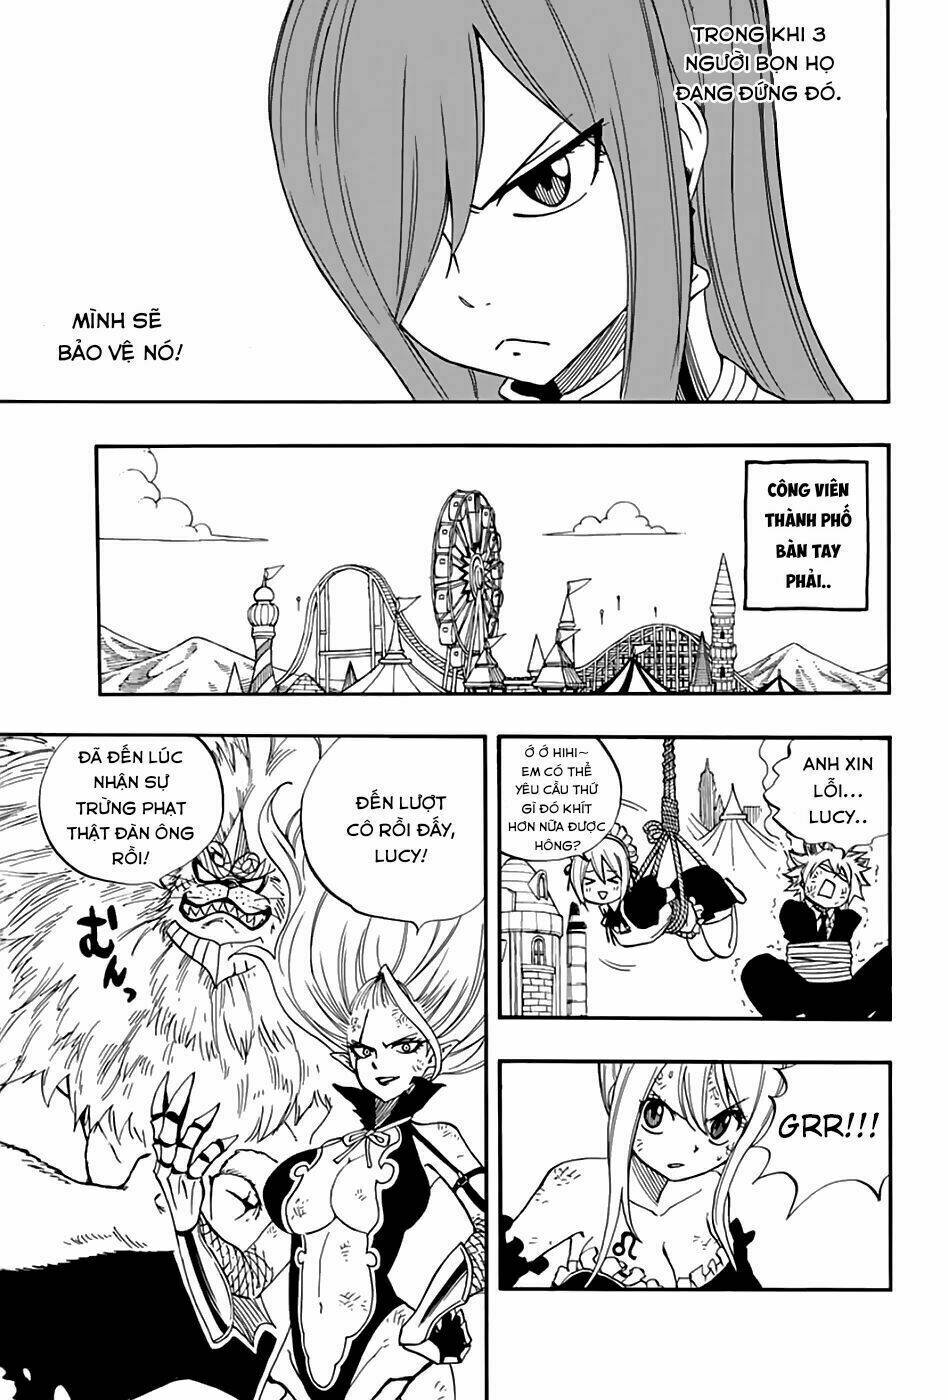 TRONG KHI 3
NGƯỜI BỌN HỌ
ĐANG ĐỨNG ĐÓ.
MÌNH SẼ
BẢO VỆ NÓ!
CÔNG VIÊN
THÀNH PHỐ
BÀN TAY
PHẢI..
ANH XIN
LỖI...
LUCY..
Ở Ở HIHI~
EM CÓ THỂ
YÊU CẦU THỨ
GÌ ĐÓ KHÍT
HƠN NỮA ĐƯỢC
HÔNG?
GRR!!!
ĐẾN LƯỢT
CÔ RỒI ĐẤY,
LUCY!
ĐÃ ĐẾN LÚC
NHẬN SỰ
TRỪNG PHẠT
THẬT ĐÀN ÔNG
RỒI!
むんっ